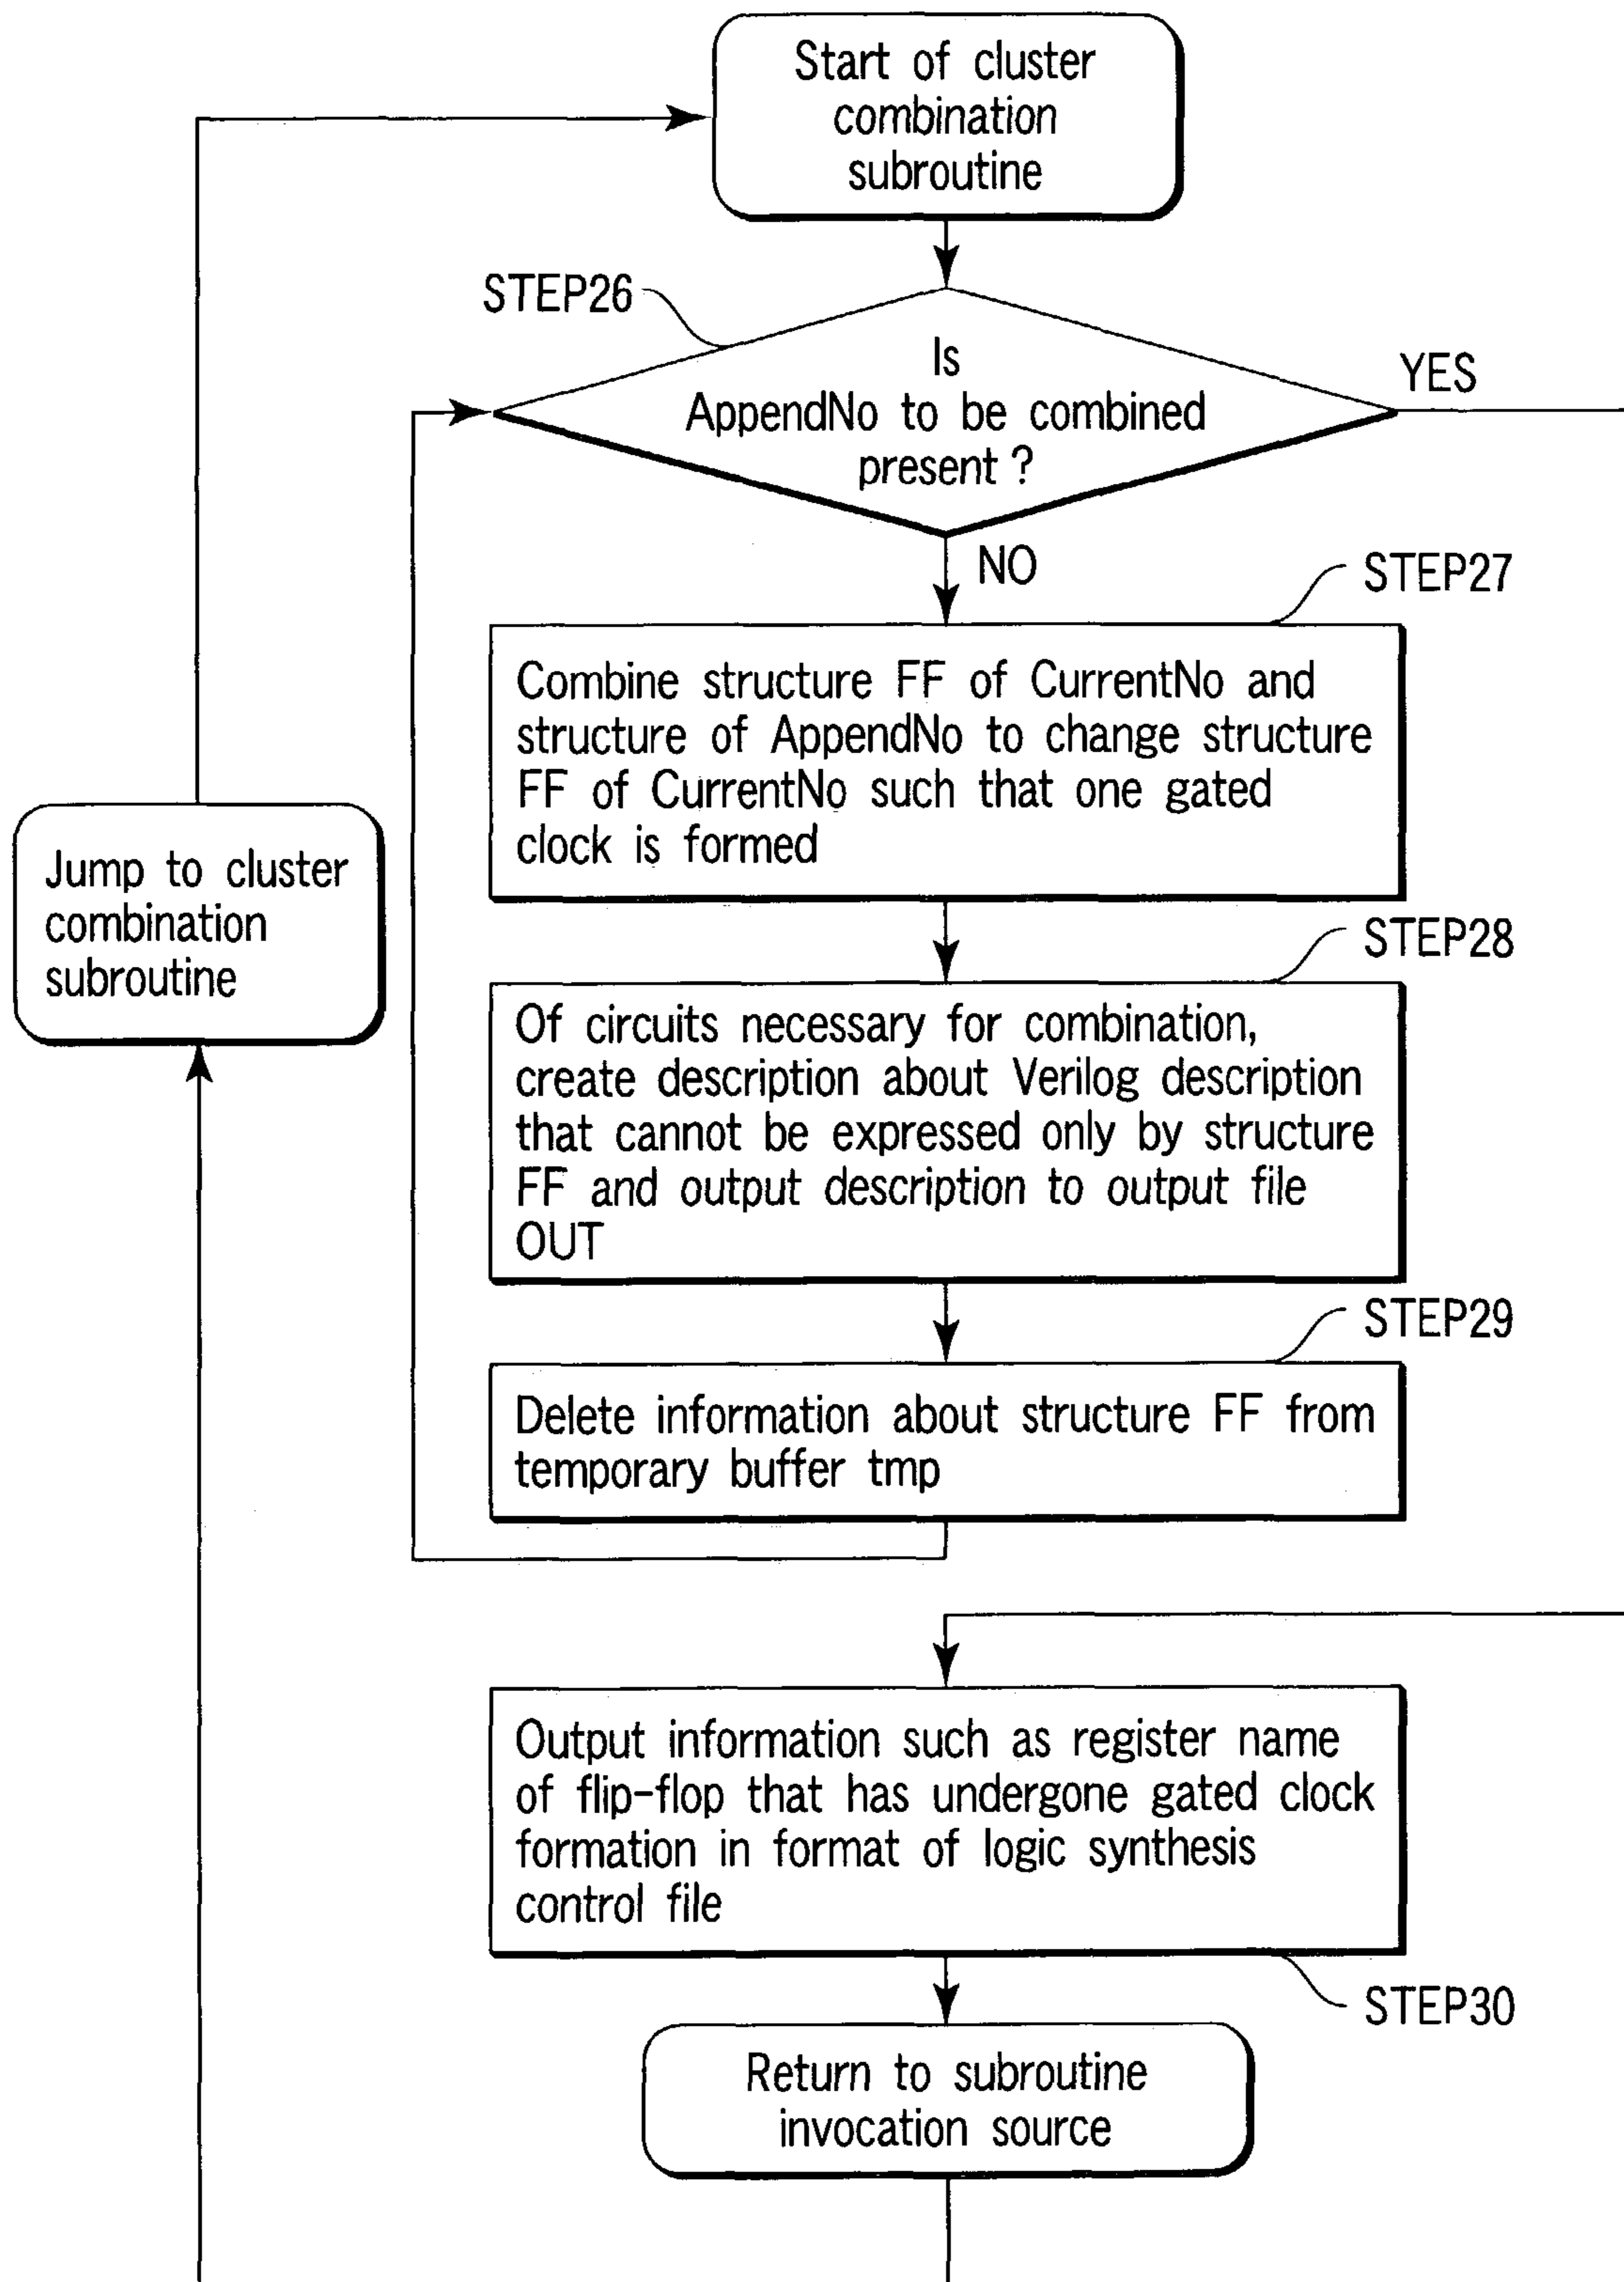 Start of cluster
combination
subroutine
STEP26
Is
AppendNo to be combined
present ?
YES
NO
STEP27
Combine structure FF of CurrentNo and
structure of AppendNo to change structure
FF of CurrentNo such that one gated
clock is formed
Jump to cluster
combination
subroutine
STEP28
Of circuits necessary for combination,
create description about Verilog description
that cannot be expressed only by structure
FF and output description to output file
OUT
STEP29
Delete information about structure FF from
temporary buffer tmp
Output information such as register name
of flip-flop that has undergone gated clock
formation in format of logic synthesis
control file
STEP30
Return to subroutine
invocation source